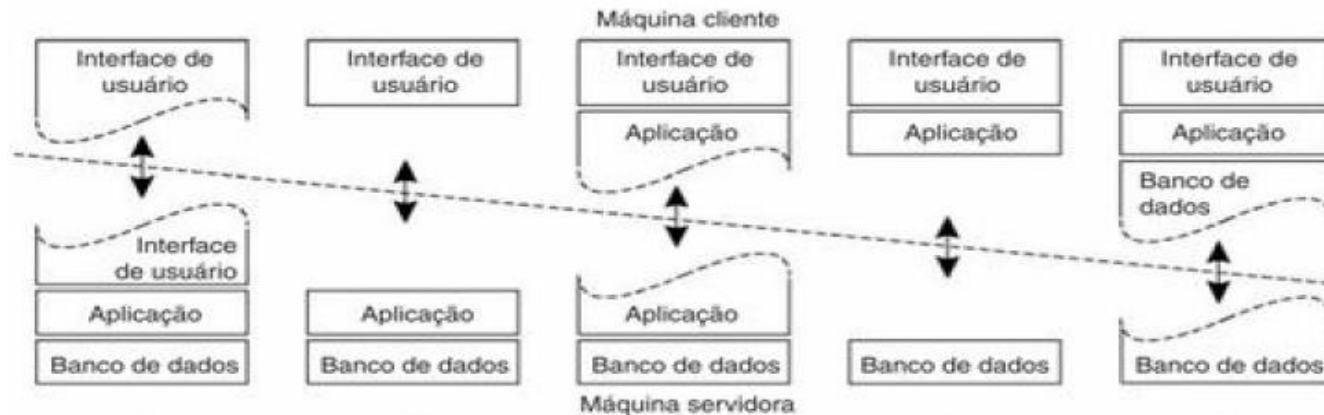 Máquina cliente
Interface de
usuário
Interface
de usuário
Aplicação
Banco de dados
Interface de
usuário
Aplicação
Banco de dados
Interface de
usuário
Aplicação
Aplicação
Banco de dados
Interface de
usuário
Aplicação
Banco de dados
Interface de
usuário
Aplicação
Banco de
dados
Banco de dados
Máquina servidora